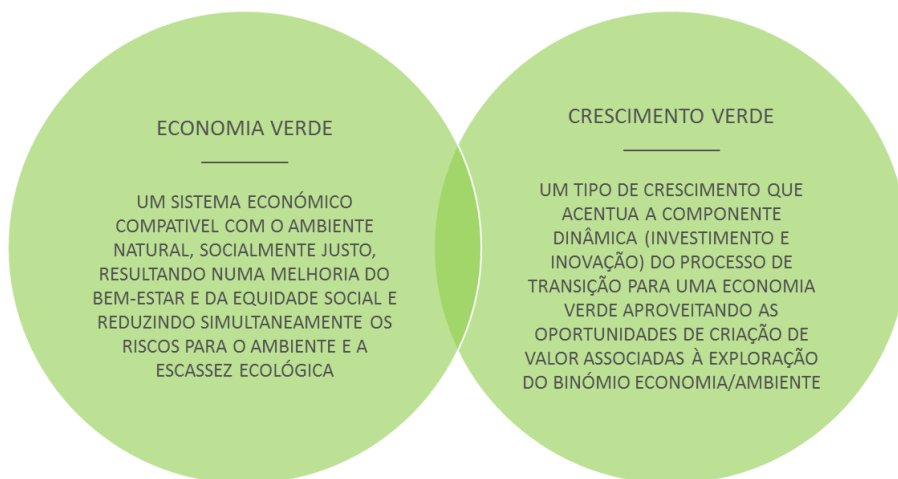 ECONOMIA VERDE
UM SISTEMA ECONÓMICO
COMPATIVEL COM O AMBIENTE
NATURAL, SOCIALMENTE JUSTO,
RESULTANDO NUMA MELHORIA DO
BEM-ESTAR E DA EQUIDADE SOCIAL E
REDUZINDO SIMULTANEAMENTE OS
RISCOS PARA O AMBIENTE E A
ESCASSEZ ECOLÓGICA
CRESCIMENTO VERDE
UM TIPO DE CRESCIMENTO QUE
ACENTUA A COMPONENTE
DINÂMICA (INVESTIMENTO E
INOVAÇÃO) DO PROCESSO DE
TRANSIÇÃO PARA UMA ECONOMIA
VERDE APROVEITANDO AS
OPORTUNIDADES DE CRIAÇÃO DE
VALOR ASSOCIADAS À EXPLORAÇÃO
DO BINÓMIO ECONOMIA/AMBIENTE